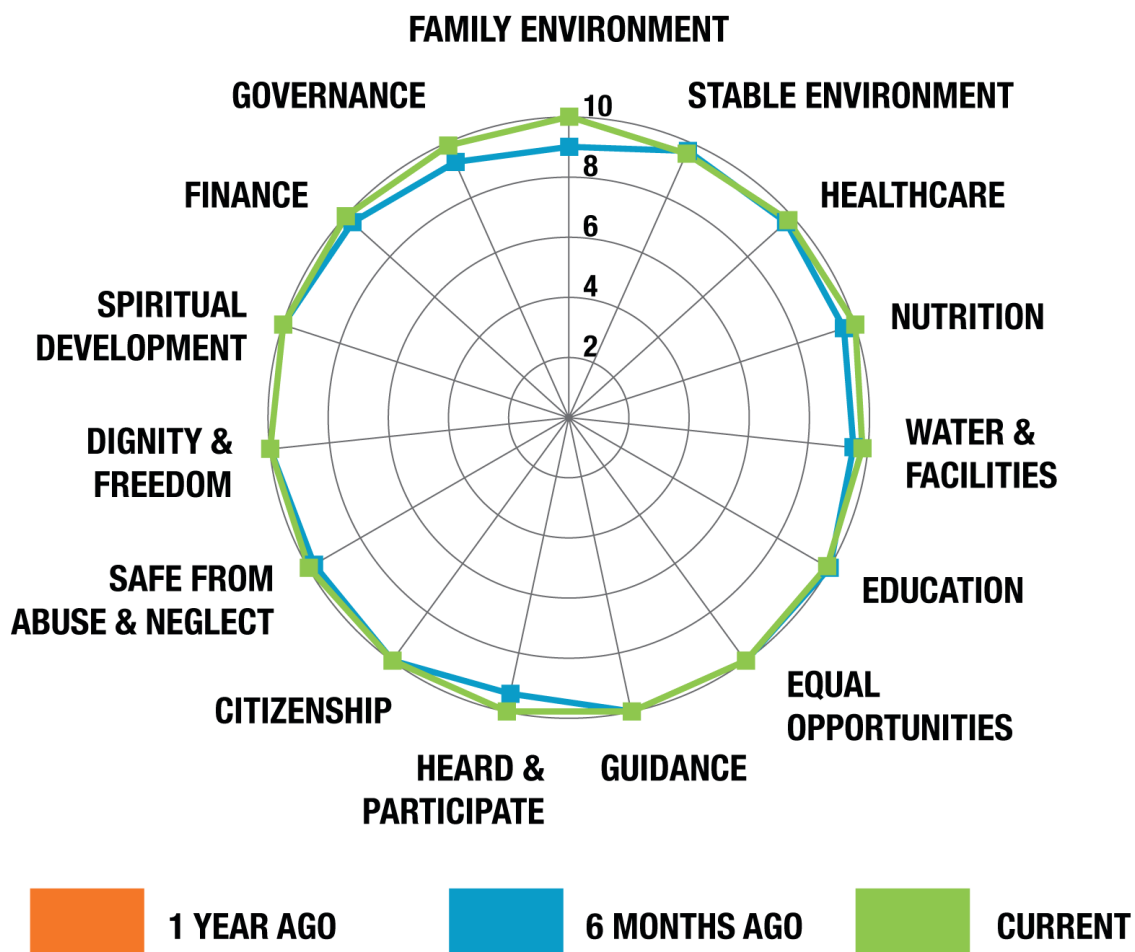 FAMILY ENVIRONMENT
GOVERNANCE
STABLE ENVIRONMENT
10
8
6
4
2
FINANCE
HEALTHCARE
SPIRITUAL
DEVELOPMENT
NUTRITION
DIGNITY &
FREEDOM
WATER &
FACILITIES
SAFE FROM
ABUSE & NEGLECT
EDUCATION
CITIZENSHIP
EQUAL
OPPORTUNITIES
HEARD &
PARTICIPATE
GUIDANCE
1 YEAR AGO
6 MONTHS AGO
CURRENT